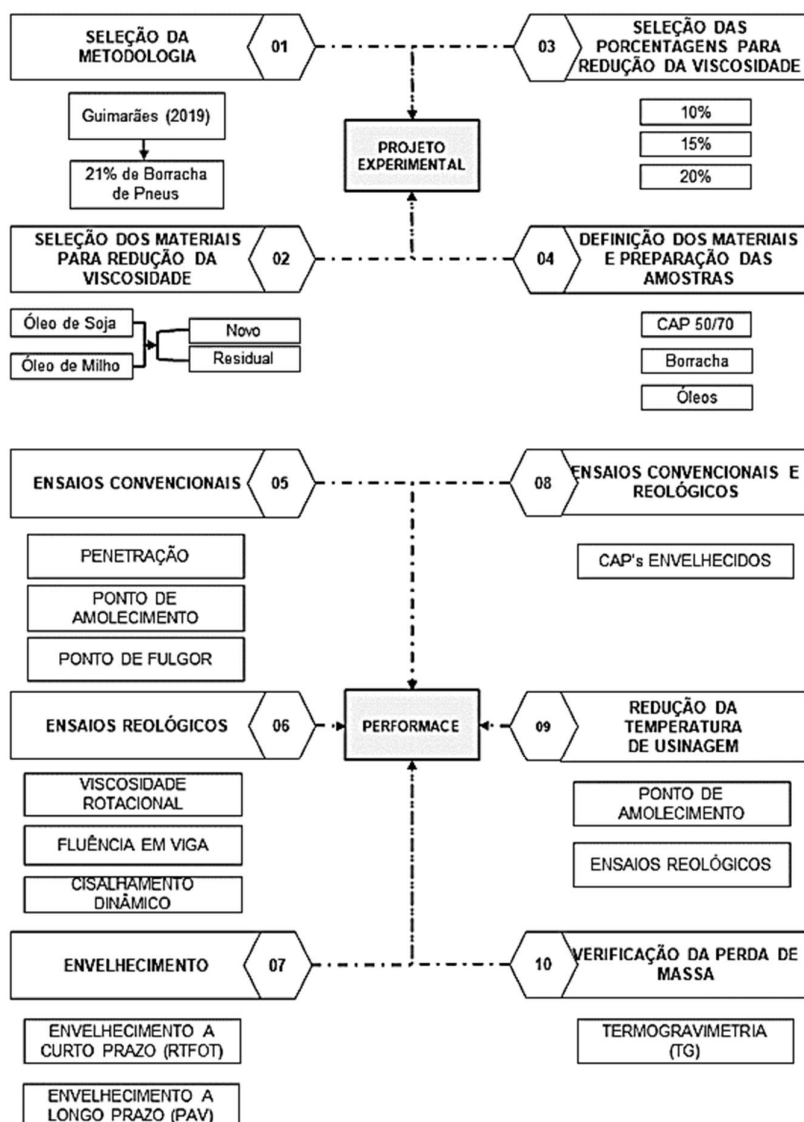 SELEÇÃO DA
METODOLOGIA
01
03
SELEÇÃO DAS
PORCENTAGENS PARA
REDUÇÃO DA VISCOSIDADE
Guimarães (2019)
21% de Borracha
de Pneus
PROJETO
EXPERIMENTAL
10%
15%
20%
SELEÇÃO DOS MATERIAIS
PARA REDUÇÃO DA
VISCOSIDADE
02
04
DEFINIÇÃO DOS MATERIAIS
E PREPARAÇÃO DAS
AMOSTRAS
Óleo de Soja
Óleo de Milho
Novo
Residual
CAP 50/70
Borracha
Óleos
ENSAIOS CONVENCIONAIS
05
08
ENSAIOS CONVENCIONAIS E
REOLÓGICOS
PENETRAÇÃO
PONTO DE
AMOLECIMENTO
PONTO DE FULGOR
CAP's ENVELHECIDOS
ENSAIOS REOLÓGICOS
06
PERFORMACE
09
REDUÇÃO DA
TEMPERATURA
DE USINAGEM
VISCOSIDADE
ROTACIONAL
FLUÊNCIA EM VIGA
CISALHAMENTO
DINÂMICO
PONTO DE
AMOLECIMENTO
ENSAIOS REOLÓGICOS
ENVELHECIMENTO
07
10
VERIFICAÇÃO DA PERDA DE
MASSA
ENVELHECIMENTO A
CURTO PRAZO (RTFOT)
ENVELHECIMENTO A
LONGO PRAZO (PAV)
TERMOGRAVIMETRIA
(TG)